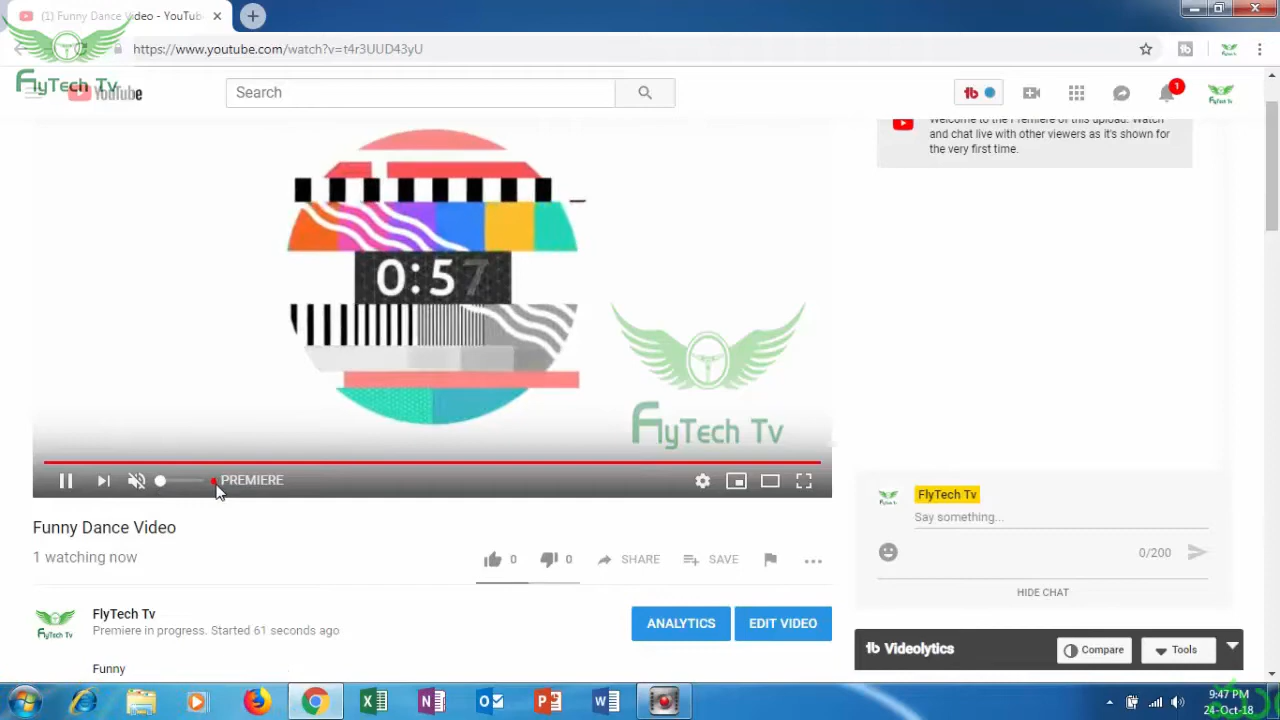 (1) Funny Dance Video - YouTub
https://www.youtube.com/watch?v=t4r3UUD43yU
FlyTech Tv
YouTube
Search
1
Welcome to the Premiere of this upload. Watch
and chat live with other viewers as it's shown for
the very first time.
0:57
FlyTech Tv
PREMIERE
Funny Dance Video
1 watching now
0
0
SHARE
SAVE
FlyTech Tv
Say something...
0/200
HIDE CHAT
FlyTech Tv
Premiere in progress. Started 61 seconds ago
ANALYTICS
EDIT VIDEO
Funny
Videolytics
Compare
Tools
9:47 PM
24-Oct-18